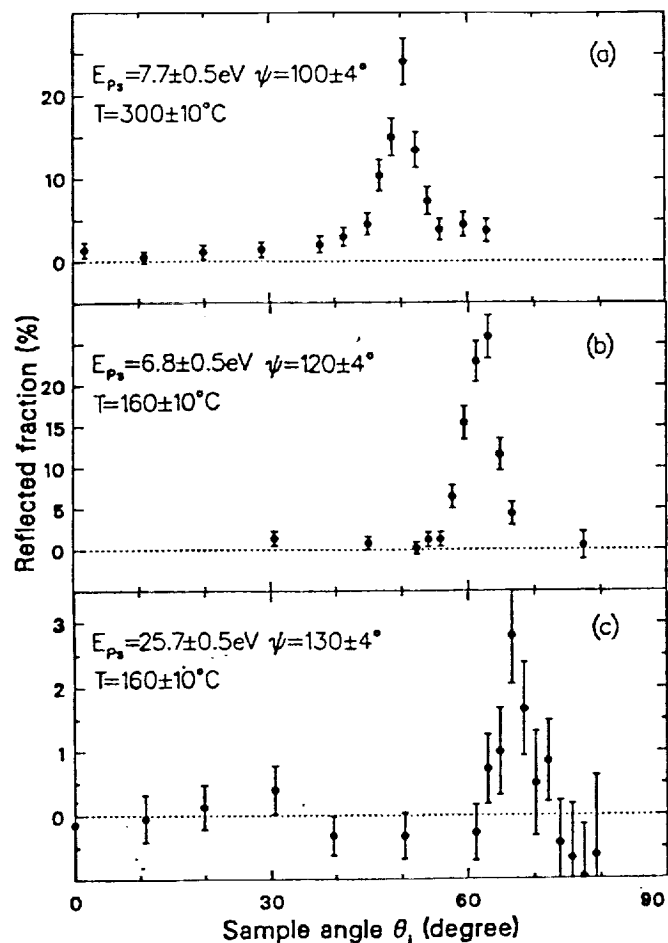 (a)
E_Ps=7.7±0.5eV ψ=100±4°
T=300±10°C
20
10
0
(b)
E_Ps=6.8±0.5eV ψ=120±4°
T=160±10°C
20
15
10
5
0
Reflected fraction (%)
(c)
E_Ps=25.7±0.5eV ψ=130±4°
T=160±10°C
3
2
1
0
0 30 60 90
Sample angle θ_i (degree)